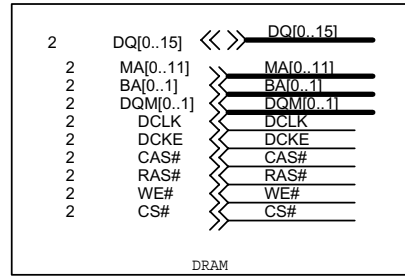 2 DQ[0..15] DQ[0..15]
2 MA[0..11] MA[0..11]
2 BA[0..1] BA[0..1]
2 DQM[0..1] DQM[0..1]
2 DCLK DCLK
2 DCKE DCKE
2 CAS# CAS#
2 RAS# RAS#
2 WE# WE#
2 CS# CS#
DRAM